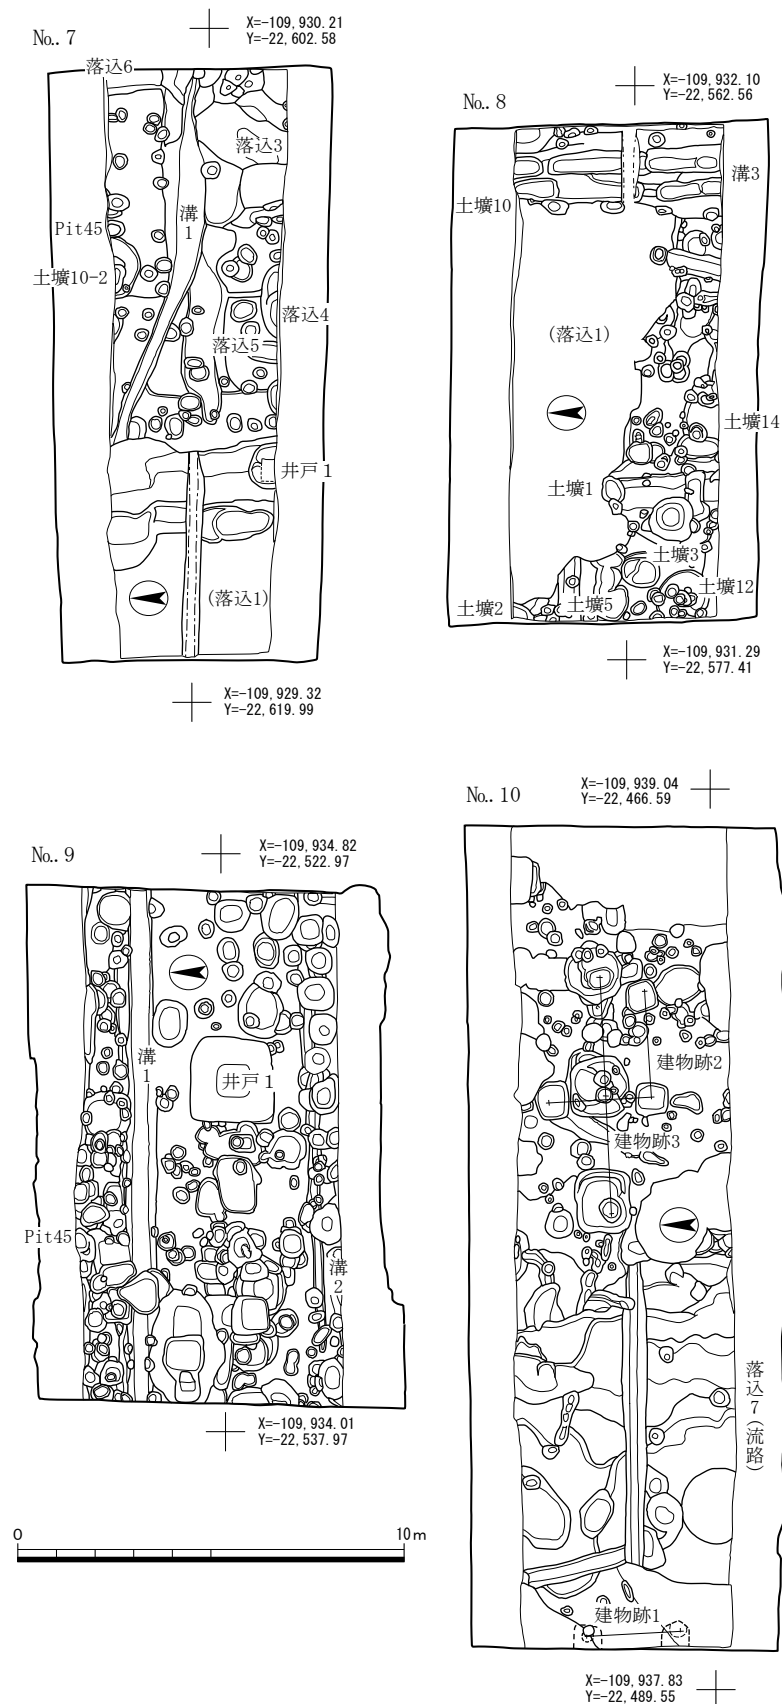 No. 7
X=-109,930.21
Y=-22,602.58
落込6
落込3
溝1
Pit45
土壙10-2
落込4
落込5
井戸1
(落込1)
X=-109,929.32
Y=-22,619.99
No. 8
X=-109,932.10
Y=-22,562.56
溝3
土壙10
(落込1)
土壙14
土壙1
土壙3
土壙12
土壙2
土壙5
X=-109,931.29
Y=-22,577.41
No. 9
X=-109,934.82
Y=-22,522.97
溝1
井戸1
Pit45
溝2
X=-109,934.01
Y=-22,537.97
0 10m
No. 10
X=-109,939.04
Y=-22,466.59
建物跡2
建物跡3
落込7(流路)
建物跡1
X=-109,937.83
Y=-22,489.55